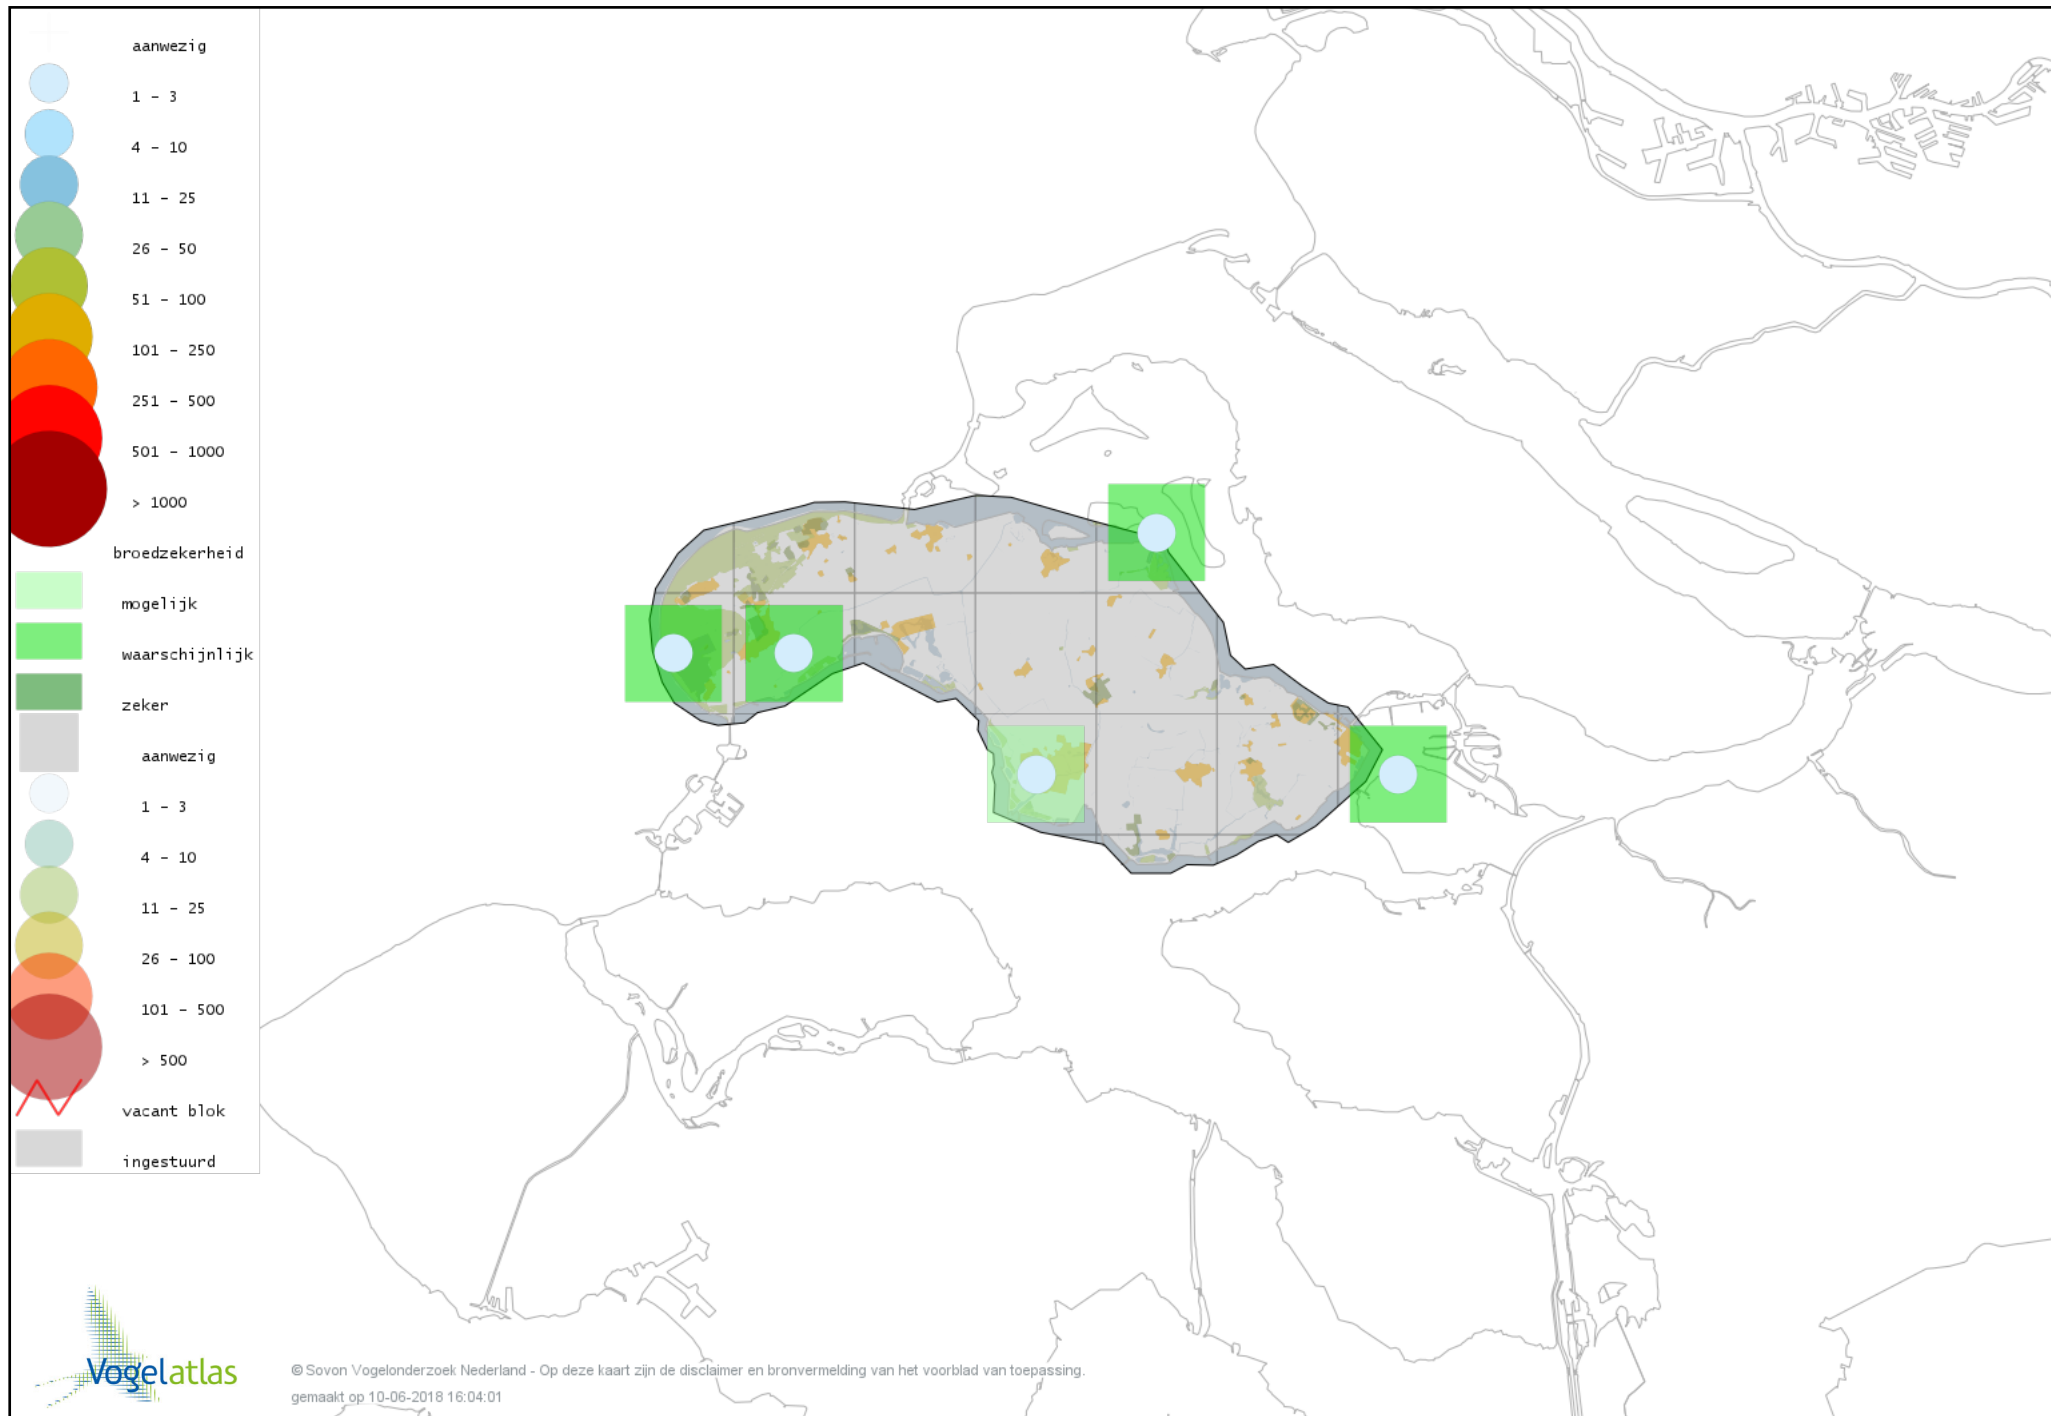 aanwezig
1 - 3
4 - 10
11 - 25
26 - 50
51 - 100
101 - 250
251 - 500
501 - 1000
> 1000
broedzekerheid
mogelijk
waarschijnlijk
zeker
aanwezig
1 - 3
4 - 10
11 - 25
26 - 100
101 - 500
> 500
vacant blok
ingestuurd
Vogelatlas
© Sovon Vogelonderzoek Nederland - Op deze kaart zijn de disclaimer en bronvermelding van het voorblad van toepassing.
gemaakt op 10-06-2018 16:04:01